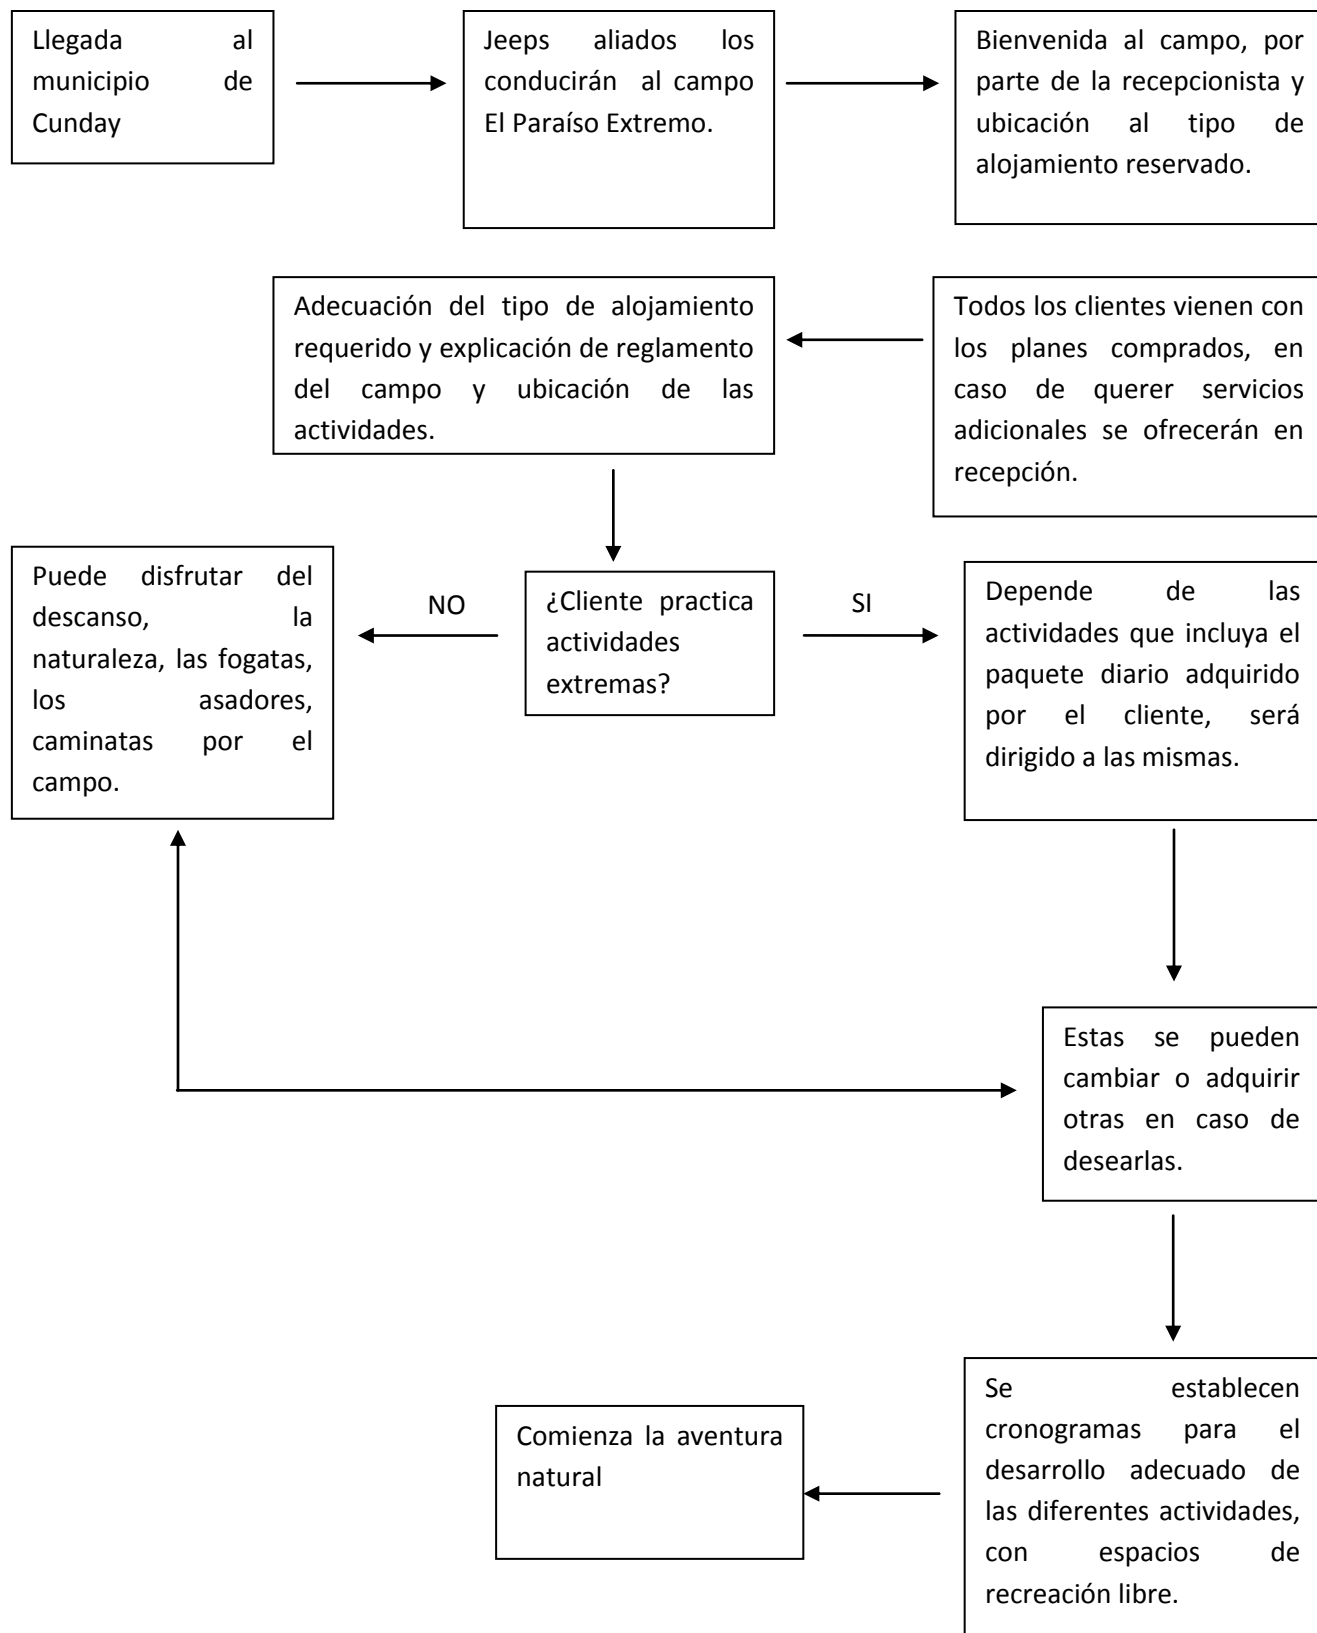 Llegada al
municipio de
Cunday
Jeeps aliados los
conducirán al campo
El Paraíso Extremo.
Bienvenida al campo, por
parte de la recepcionista y
ubicación al tipo de
alojamiento reservado.
Todos los clientes vienen con
los planes comprados, en
caso de querer servicios
adicionales se ofrecerán en
recepción.
Adecuación del tipo de alojamiento
requerido y explicación de reglamento
del campo y ubicación de las
actividades.
¿Cliente practica
actividades
extremas?
NO
Puede disfrutar del
descanso, la
naturaleza, las fogatas,
los asadores,
caminatas por el
campo.
SI
Depende de las
actividades que incluya el
paquete diario adquirido
por el cliente, será
dirigido a las mismas.
Estas se pueden
cambiar o adquirir
otras en caso de
desearlas.
Se establecen
cronogramas para el
desarrollo adecuado de
las diferentes actividades,
con espacios de
recreación libre.
Comienza la aventura
natural